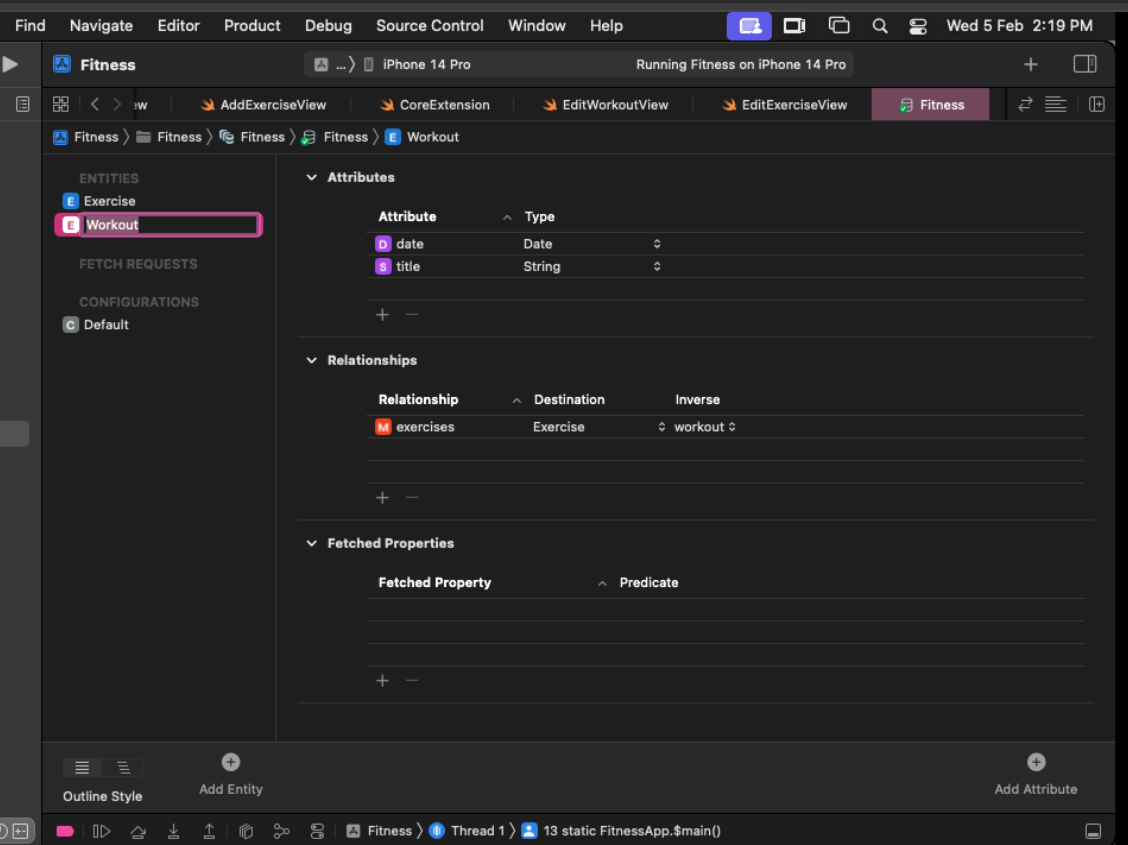 Find Navigate Editor Product Debug Source Control Window Help Wed 5 Feb 2:19 PM
Fitness ... iPhone 14 Pro Running Fitness on iPhone 14 Pro
ew AddExerciseView CoreExtension EditWorkoutView EditExerciseView Fitness
Fitness Fitness Fitness Fitness E Workout
ENTITIES
E Exercise
E Workout
FETCH REQUESTS
CONFIGURATIONS
C Default
Attributes
Attribute Type
D date Date
S title String
Relationships
Relationship Destination Inverse
M exercises Exercise workout
Fetched Properties
Fetched Property Predicate
Outline Style
Add Entity
Add Attribute
Fitness Thread 1 13 static FitnessApp.$main()